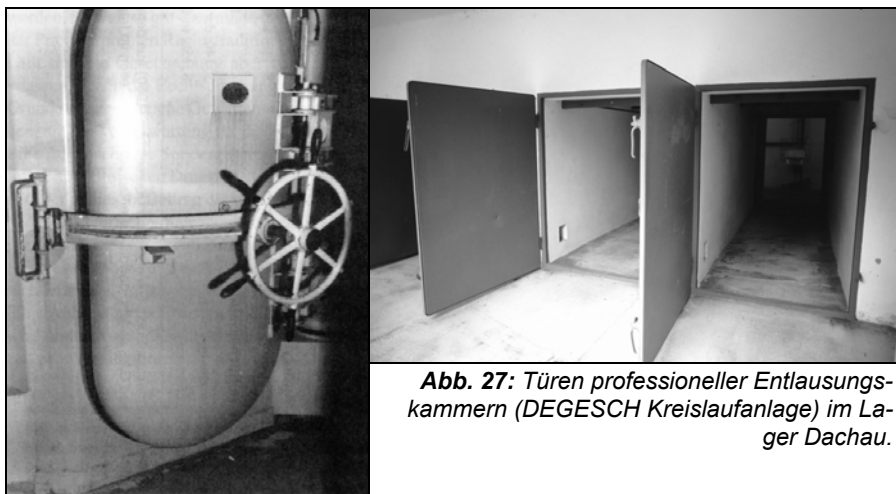 Abb. 27: Türen professioneller Entlausungs-
kammern (DEGESCH Kreislaufanlage) im La-
ger Dachau.